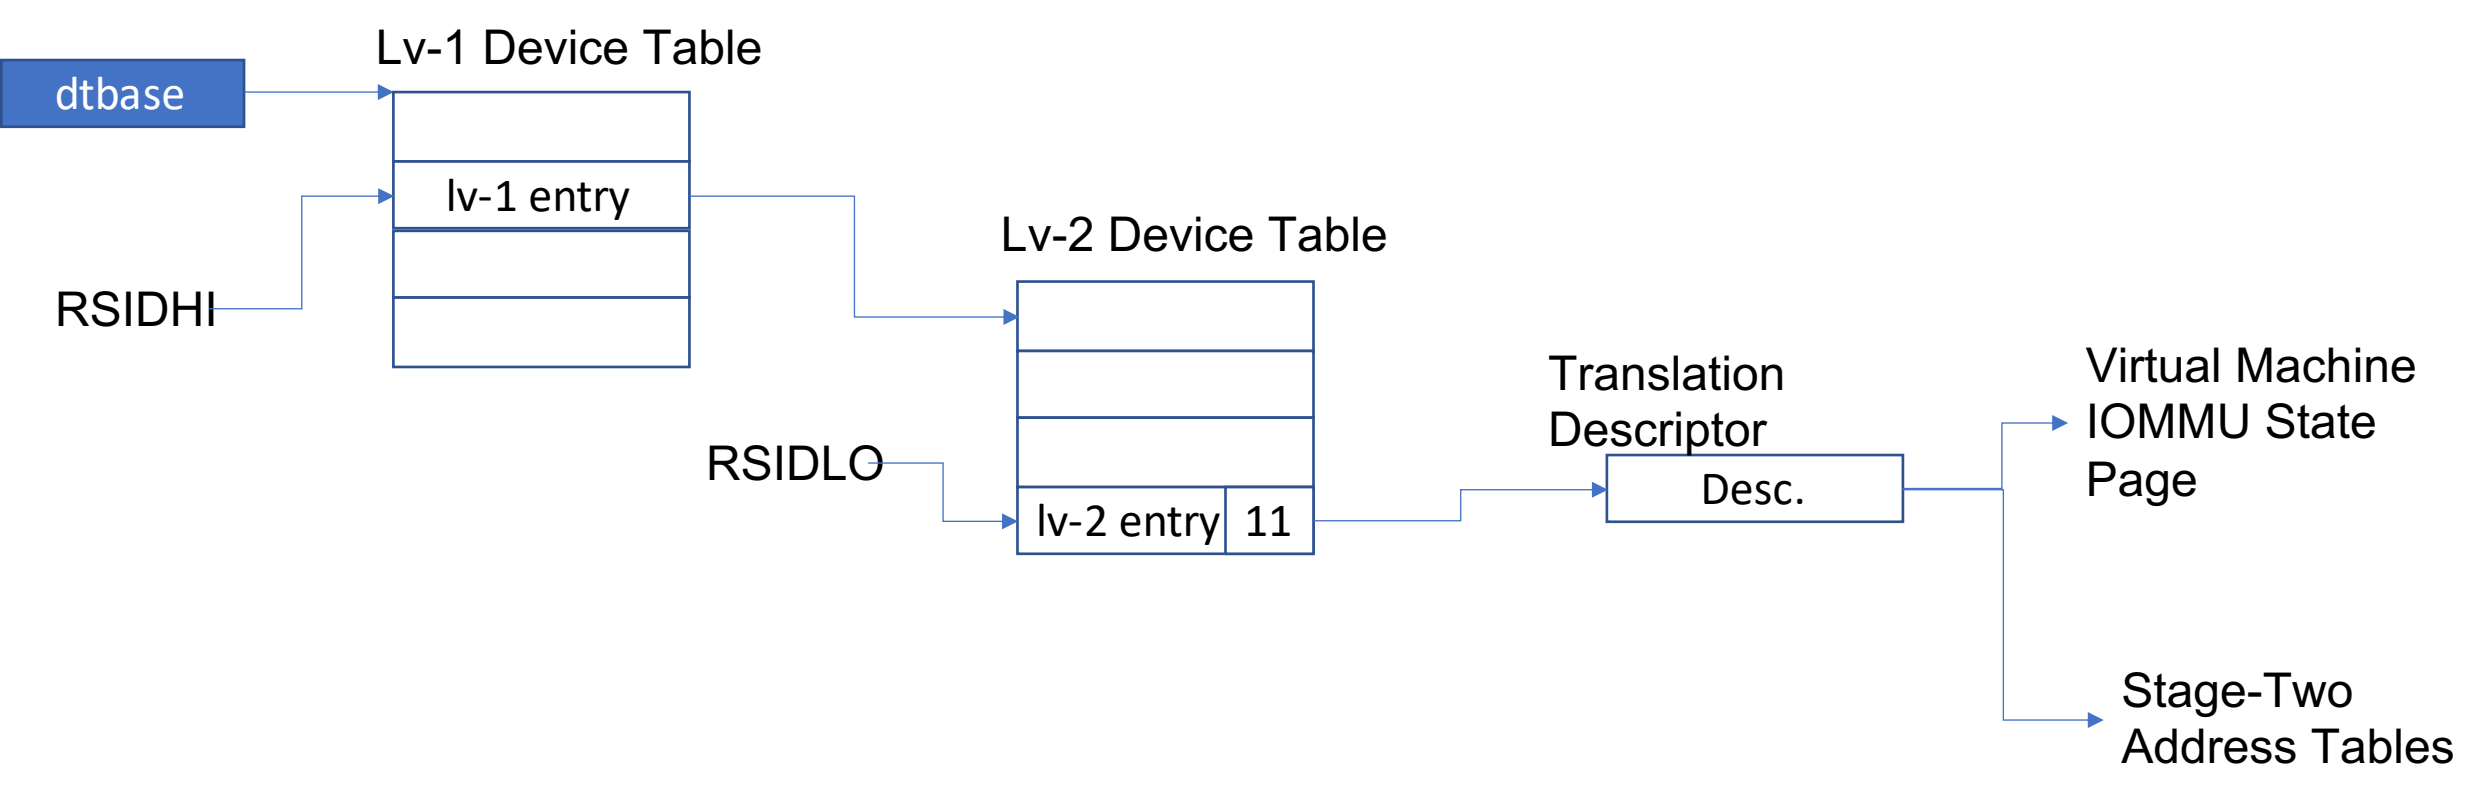 Lv-1 Device Table
dtbase
lv-1 entry
RSIDHI
Lv-2 Device Table
RSIDLO
lv-2 entry 11
Translation
Descriptor
Desc.
Virtual Machine
IOMMU State
Page
Stage-Two
Address Tables